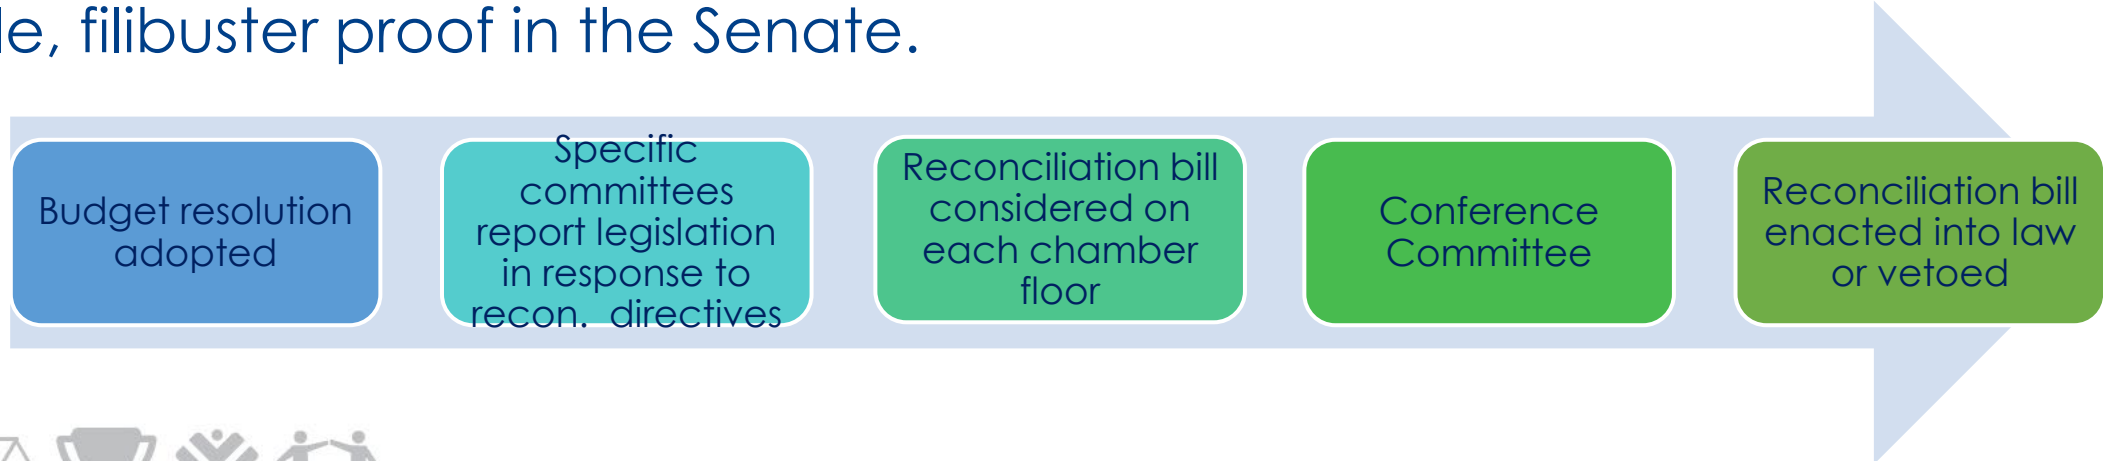 filibuster proof in the Senate.
Budget resolution
adopted
Specific
committees
report legislation
in response to
recon. directives
Reconciliation bill
considered on
each chamber
floor
Conference
Committee
Reconciliation bill
enacted into law
or vetoed